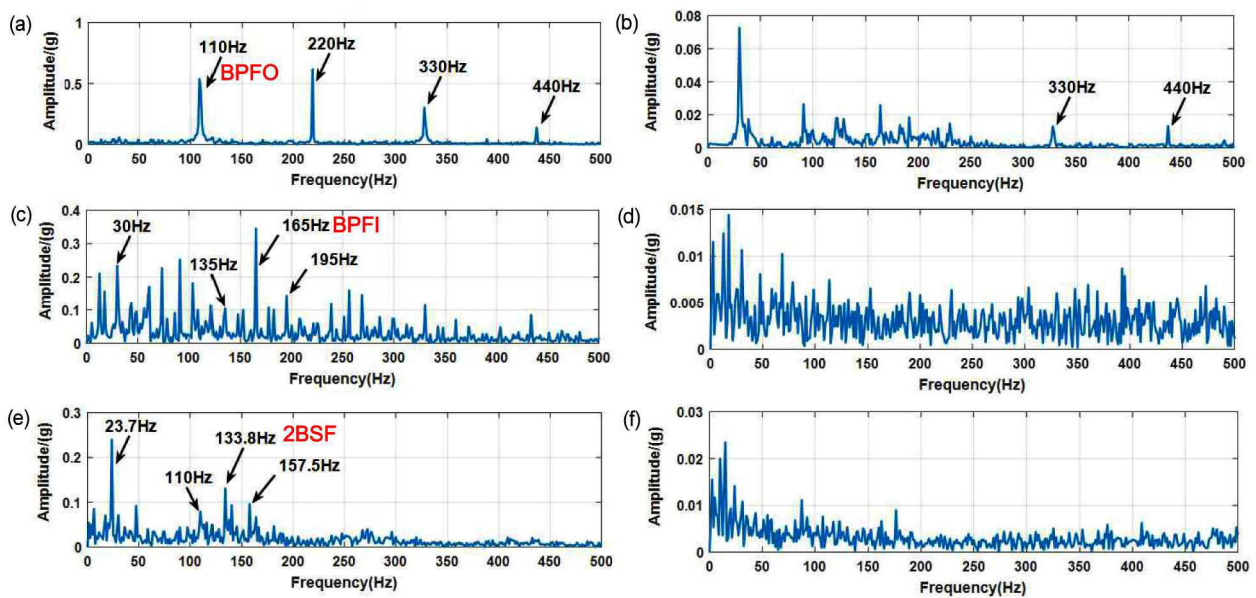 (a)
Amplitude/(g)
1
0.5
0
110Hz
BPFO
220Hz
330Hz
440Hz
0 50 100 150 200 250 300 350 400 450 500
Frequency(Hz)
(b)
Amplitude/(g)
0.08
0.06
0.04
0.02
0
330Hz
440Hz
0 50 100 150 200 250 300 350 400 450 500
Frequency(Hz)
(c)
Amplitude/(g)
0.4
0.3
0.2
0.1
0
30Hz
135Hz
165Hz BPFI
195Hz
0 50 100 150 200 250 300 350 400 450 500
Frequency(Hz)
(d)
Amplitude/(g)
0.015
0.01
0.005
0
0 50 100 150 200 250 300 350 400 450 500
Frequency(Hz)
(e)
Amplitude/(g)
0.3
0.2
0.1
0
23.7Hz
110Hz
133.8Hz 2BSF
157.5Hz
0 50 100 150 200 250 300 350 400 450 500
Frequency(Hz)
(f)
Amplitude/(g)
0.03
0.02
0.01
0
0 50 100 150 200 250 300 350 400 450 500
Frequency(Hz)